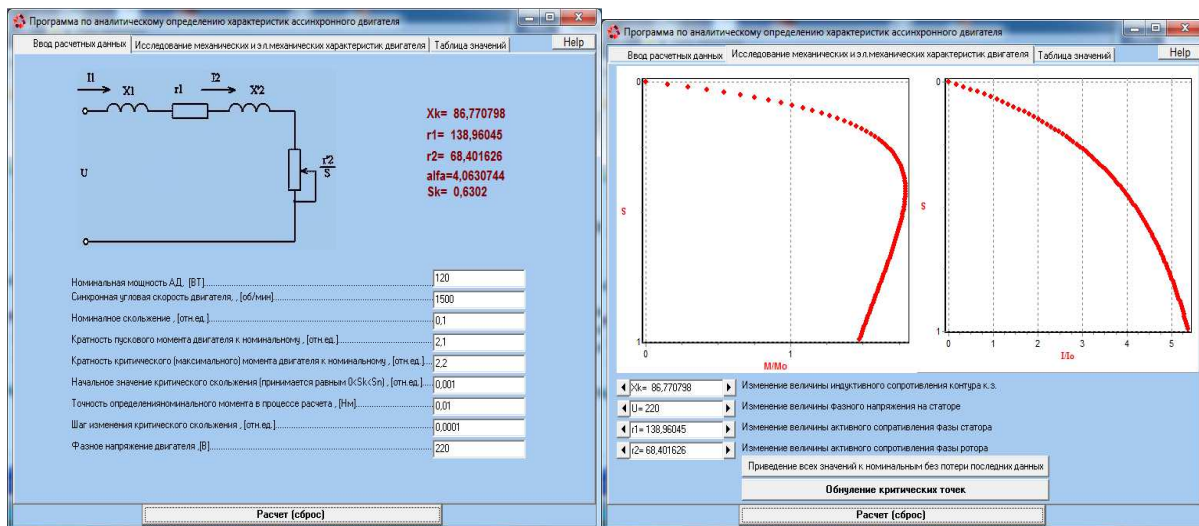 Программа по аналитическому определению характеристик ассинхронного двигателя
Ввод расчетных данных
Исследование механических и эл.механических характеристик двигателя
Таблица значений
Help
I1
I2
X1
r1
X'2
U
r'2
S
Xk= 86,770798
r1= 138,96045
r2= 68,401626
alfa=4,0630744
Sk= 0,6302
Номинальная мощность АД, [ВТ] 120
Синхронная угловая скорость двигателя, , [об/мин] 1500
Номиналное скольжение , [отн.ед.] 0,1
Кратность пускового момента двигателя к номинальному , [отн.ед.] 2,1
Кратность критического (максимального) момента двигателя к номинальному , [отн.ед.] 2,2
Начальное значение критического скольжения (принимается равным 0<Sk<Sn) , [отн.ед.] 0,001
Точность определенияноминального момента в процессе расчета , [Нм] 0,01
Шаг изменения критического скольжения , [отн.ед.] 0,0001
Фазное напряжение двигателя ,[В] 220
Расчет (сброс)
Программа по аналитическому определению характеристик ассинхронного двигателя
Ввод расчетных данных
Исследование механических и эл.механических характеристик двигателя
Таблица значений
Help
0
S
1
0
1
M/Mo
0
S
1
0 1 2 3 4 5
I/Io
Xk= 86,770798
Изменение величины индуктивного сопротивления контура к.з.
U= 220
Изменение величины фазного напряжения на статоре
r1= 138,96045
Изменение величины активного сопротивления фазы статора
r2= 68,401626
Изменение величины активного сопротивления фазы ротора
Приведение всех значений к номинальным без потери последних данных
Обнуление критических точек
Расчет (сброс)